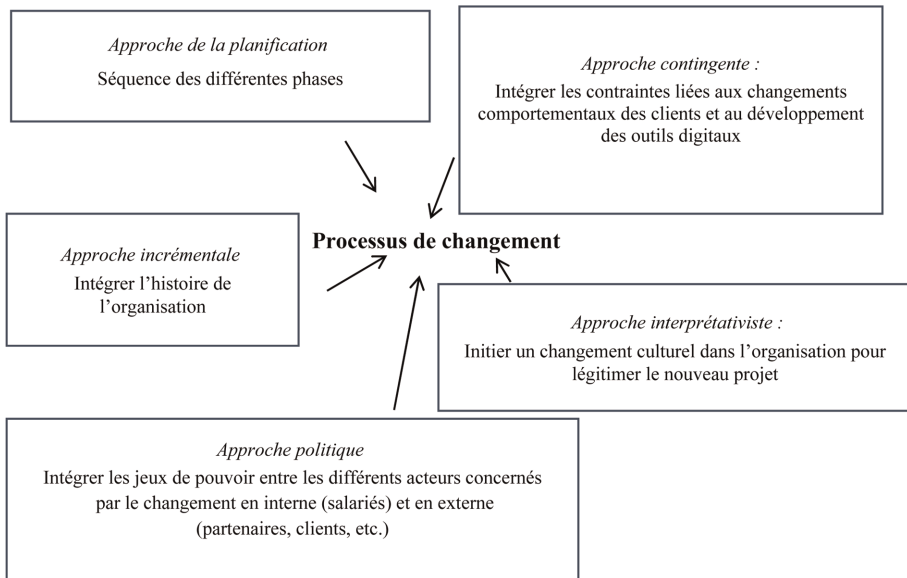 Approche de la planification
Séquence des différentes phases
Approche contingente :
Intégrer les contraintes liées aux changements
comportementaux des clients et au développement
des outils digitaux
Processus de changement
Approche incrémentale
Intégrer l’histoire de
l’organisation
Approche interprétativiste :
Initier un changement culturel dans l’organisation pour
légitimer le nouveau projet
Approche politique
Intégrer les jeux de pouvoir entre les différents acteurs concernés
par le changement en interne (salariés) et en externe
(partenaires, clients, etc.)